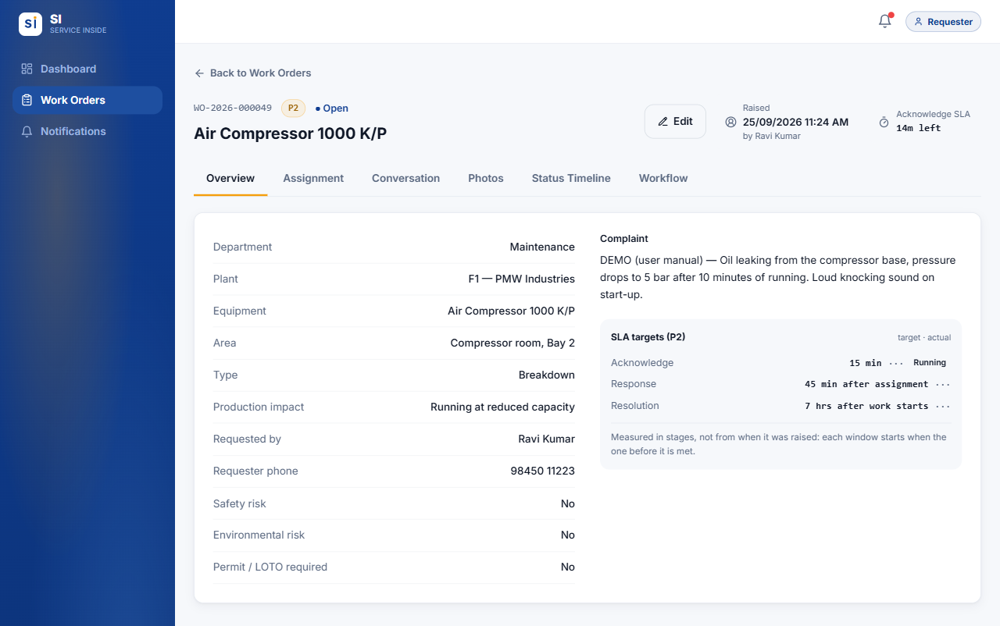 si
SI
SERVICE INSIDE
Dashboard
Work Orders
Notifications
Requester
Back to Work Orders
WO-2026-000049 P2 Open
Air Compressor 1000 K/P
Edit
Raised
25/09/2026 11:24 AM
by Ravi Kumar
Acknowledge SLA
14m left
Overview Assignment Conversation Photos Status Timeline Workflow
Department Maintenance
Plant F1 — PMW Industries
Equipment Air Compressor 1000 K/P
Area Compressor room, Bay 2
Type Breakdown
Production impact Running at reduced capacity
Requested by Ravi Kumar
Requester phone 98450 11223
Safety risk No
Environmental risk No
Permit / LOTO required No
Complaint
DEMO (user manual) — Oil leaking from the compressor base, pressure
drops to 5 bar after 10 minutes of running. Loud knocking sound on
start-up.
SLA targets (P2) target · actual
Acknowledge 15 min ··· Running
Response 45 min after assignment ···
Resolution 7 hrs after work starts ···
Measured in stages, not from when it was raised: each window starts when the
one before it is met.